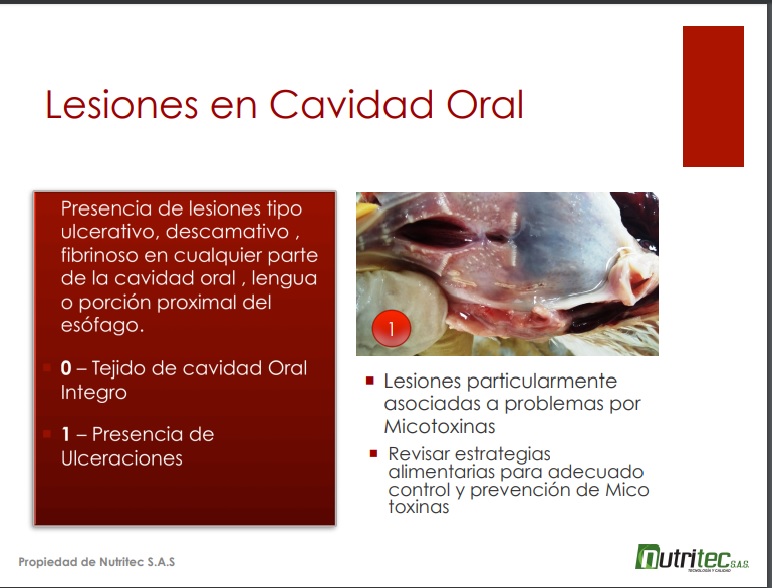 Lesiones en Cavidad Oral
Presencia de lesiones tipo
ulcerativo, descamativo ,
fibrinoso en cualquier parte
de la cavidad oral , lengua
o porción proximal del
esófago.
0 – Tejido de cavidad Oral
Integro
1 – Presencia de
Ulceraciones
1
Lesiones particularmente
asociadas a problemas por
Micotoxinas
Revisar estrategias
alimentarias para adecuado
control y prevención de Mico
toxinas
Propiedad de Nutritec S.A.S
nutritec S.A.S.
TECNOLOGÍA Y CALIDAD